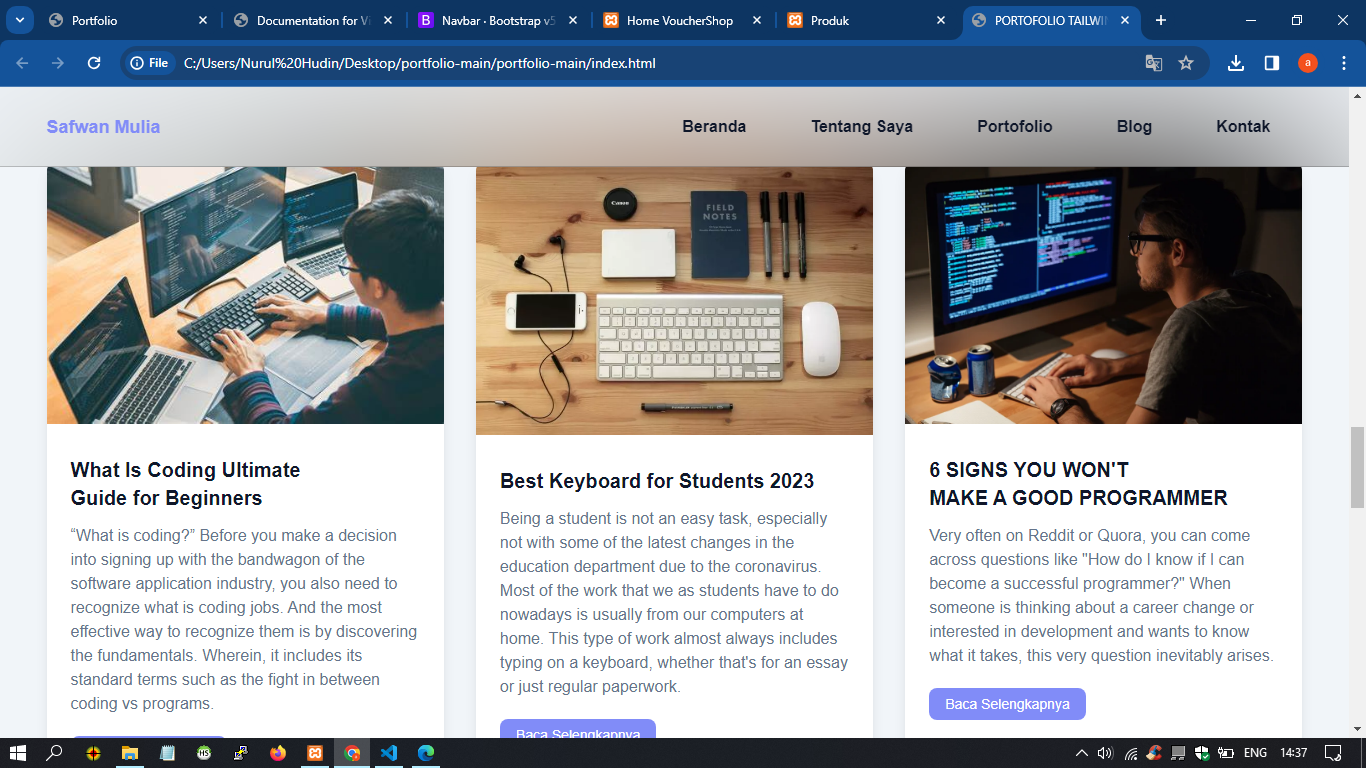 Portfolio
Documentation for Vi
Navbar · Bootstrap v5
Home VoucherShop
Produk
PORTOFOLIO TAILWI
File
C:/Users/Nurul%20Hudin/Desktop/portfolio-main/portfolio-main/index.html
a
Safwan Mulia
Beranda
Tentang Saya
Portofolio
Blog
Kontak
Canon
FIELD
NOTES
What Is Coding Ultimate
Guide for Beginners
“What is coding?” Before you make a decision
into signing up with the bandwagon of the
software application industry, you also need to
recognize what is coding jobs. And the most
effective way to recognize them is by discovering
the fundamentals. Wherein, it includes its
standard terms such as the fight in between
coding vs programs.
Best Keyboard for Students 2023
Being a student is not an easy task, especially
not with some of the latest changes in the
education department due to the coronavirus.
Most of the work that we as students have to do
nowadays is usually from our computers at
home. This type of work almost always includes
typing on a keyboard, whether that's for an essay
or just regular paperwork.
Baca Selengkapnya
6 SIGNS YOU WON'T
MAKE A GOOD PROGRAMMER
Very often on Reddit or Quora, you can come
across questions like "How do I know if I can
become a successful programmer?" When
someone is thinking about a career change or
interested in development and wants to know
what it takes, this very question inevitably arises.
Baca Selengkapnya
HS
ENG
14:37